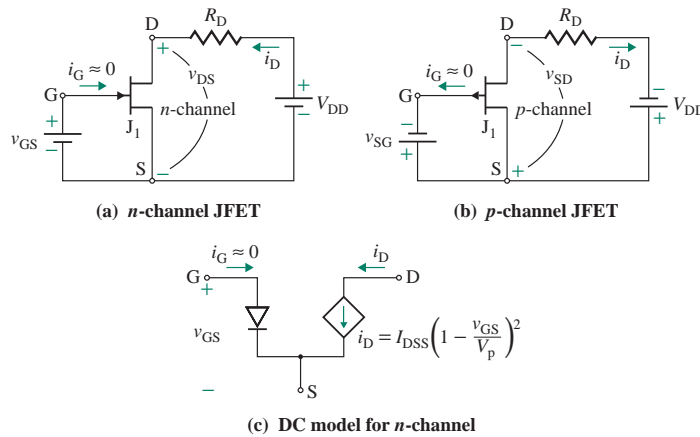 D
R_D
+
i_D
i_G ≈ 0
v_DS
+
G
n-channel
V_DD
+
J_1
−
v_GS
−
S
−
(a) n-channel JFET
D
R_D
−
i_D
i_G ≈ 0
v_SD
−
G
p-channel
V_DD
−
J_1
+
v_SG
+
S
+
(b) p-channel JFET
i_G ≈ 0
i_D
G
D
+
v_GS
i_D = I_DSS(1 − v_GS/V_p)^2
−
S
(c) DC model for n-channel